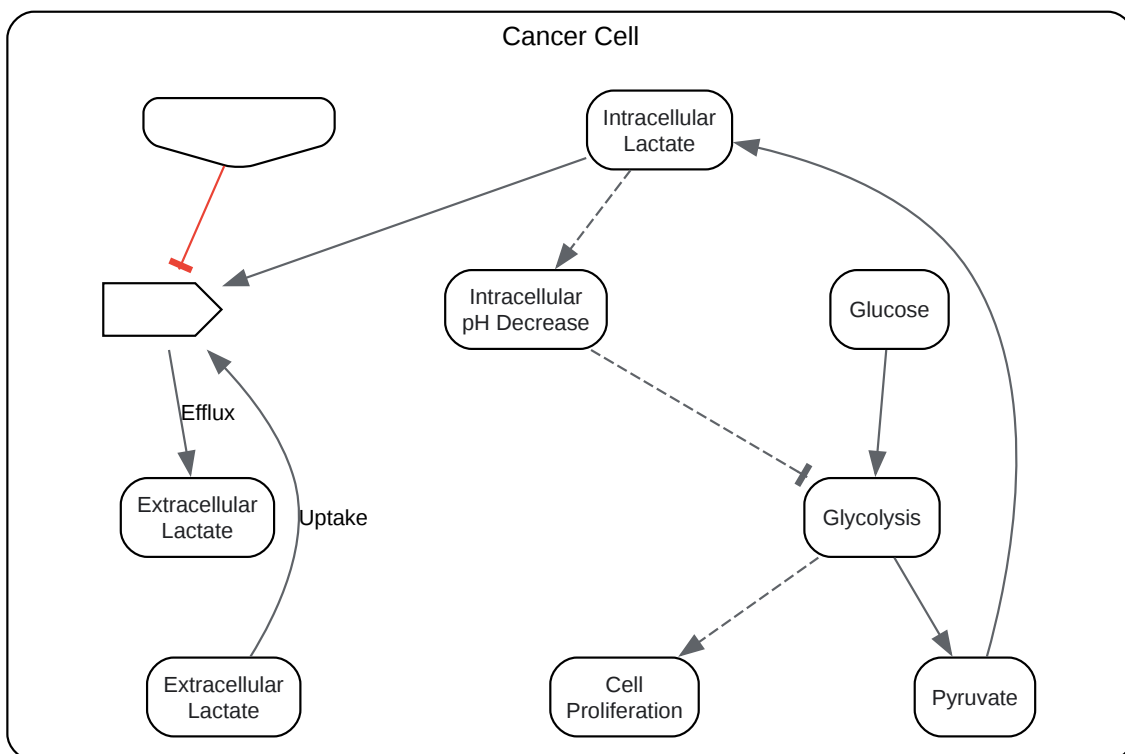 Cancer Cell
Intracellular
Lactate
Intracellular
pH Decrease
Glucose
Efflux
Extracellular
Lactate
Uptake
Glycolysis
Extracellular
Lactate
Cell
Proliferation
Pyruvate